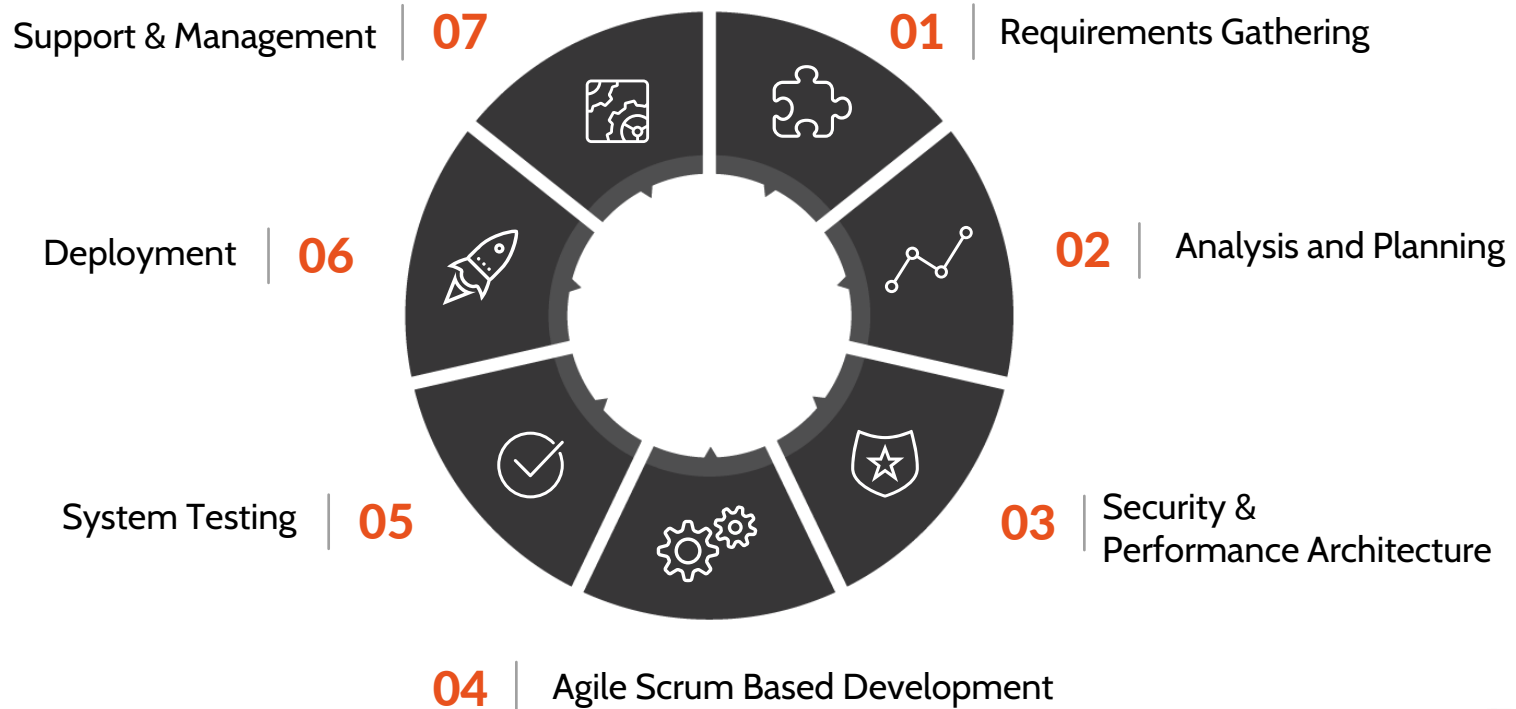 01 Requirements Gathering
02 Analysis and Planning
03 Security &
Performance Architecture
04 Agile Scrum Based Development
05 System Testing
06 Deployment
07 Support & Management